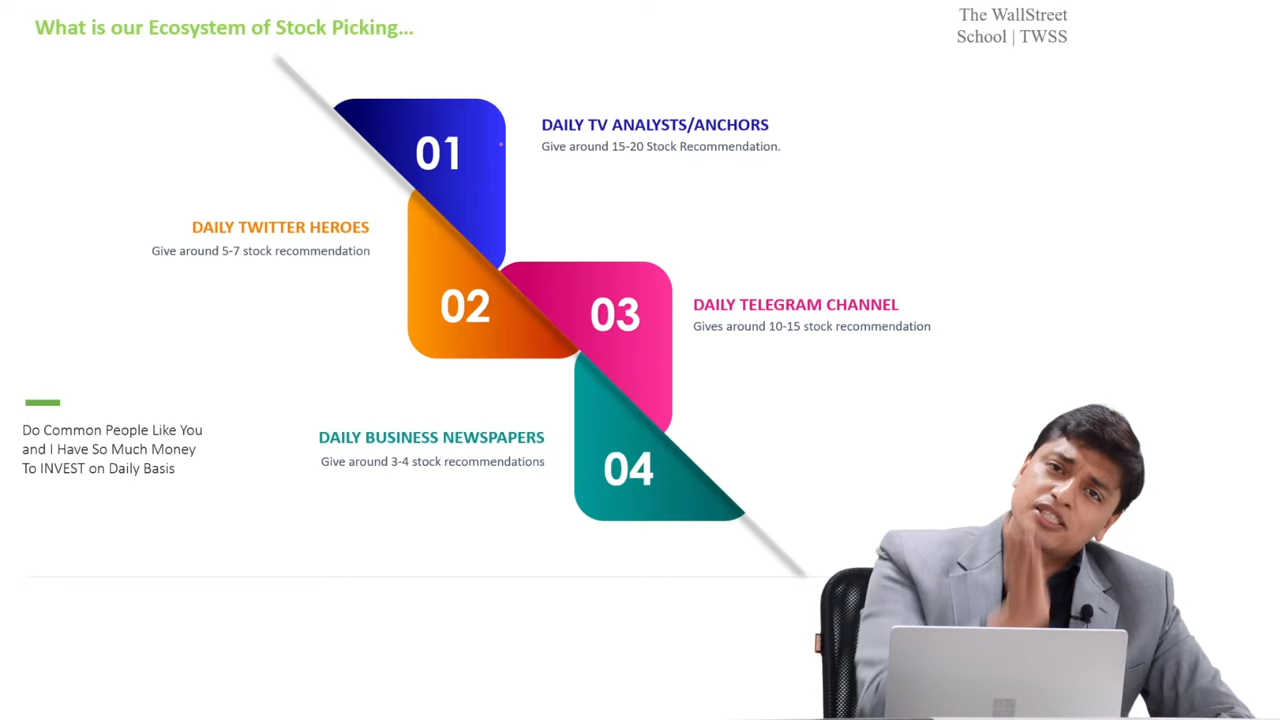 What is our Ecosystem of Stock Picking...
The WallStreet
School | TWSS
01
DAILY TV ANALYSTS/ANCHORS
Give around 15-20 Stock Recommendation.
DAILY TWITTER HEROES
Give around 5-7 stock recommendation
02
03
DAILY TELEGRAM CHANNEL
Gives around 10-15 stock recommendation
Do Common People Like You
and I Have So Much Money
To INVEST on Daily Basis
DAILY BUSINESS NEWSPAPERS
Give around 3-4 stock recommendations
04